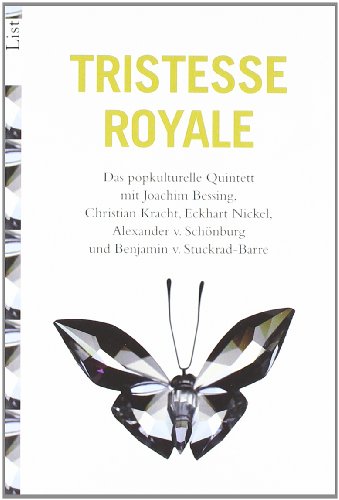 List
TRISTESSE
ROYALE
Das popkulturelle Quintett
mit Joachim Bessing,
Christian Kracht, Eckhart Nickel,
Alexander v. Schönburg
und Benjamin v. Stuckrad-Barre